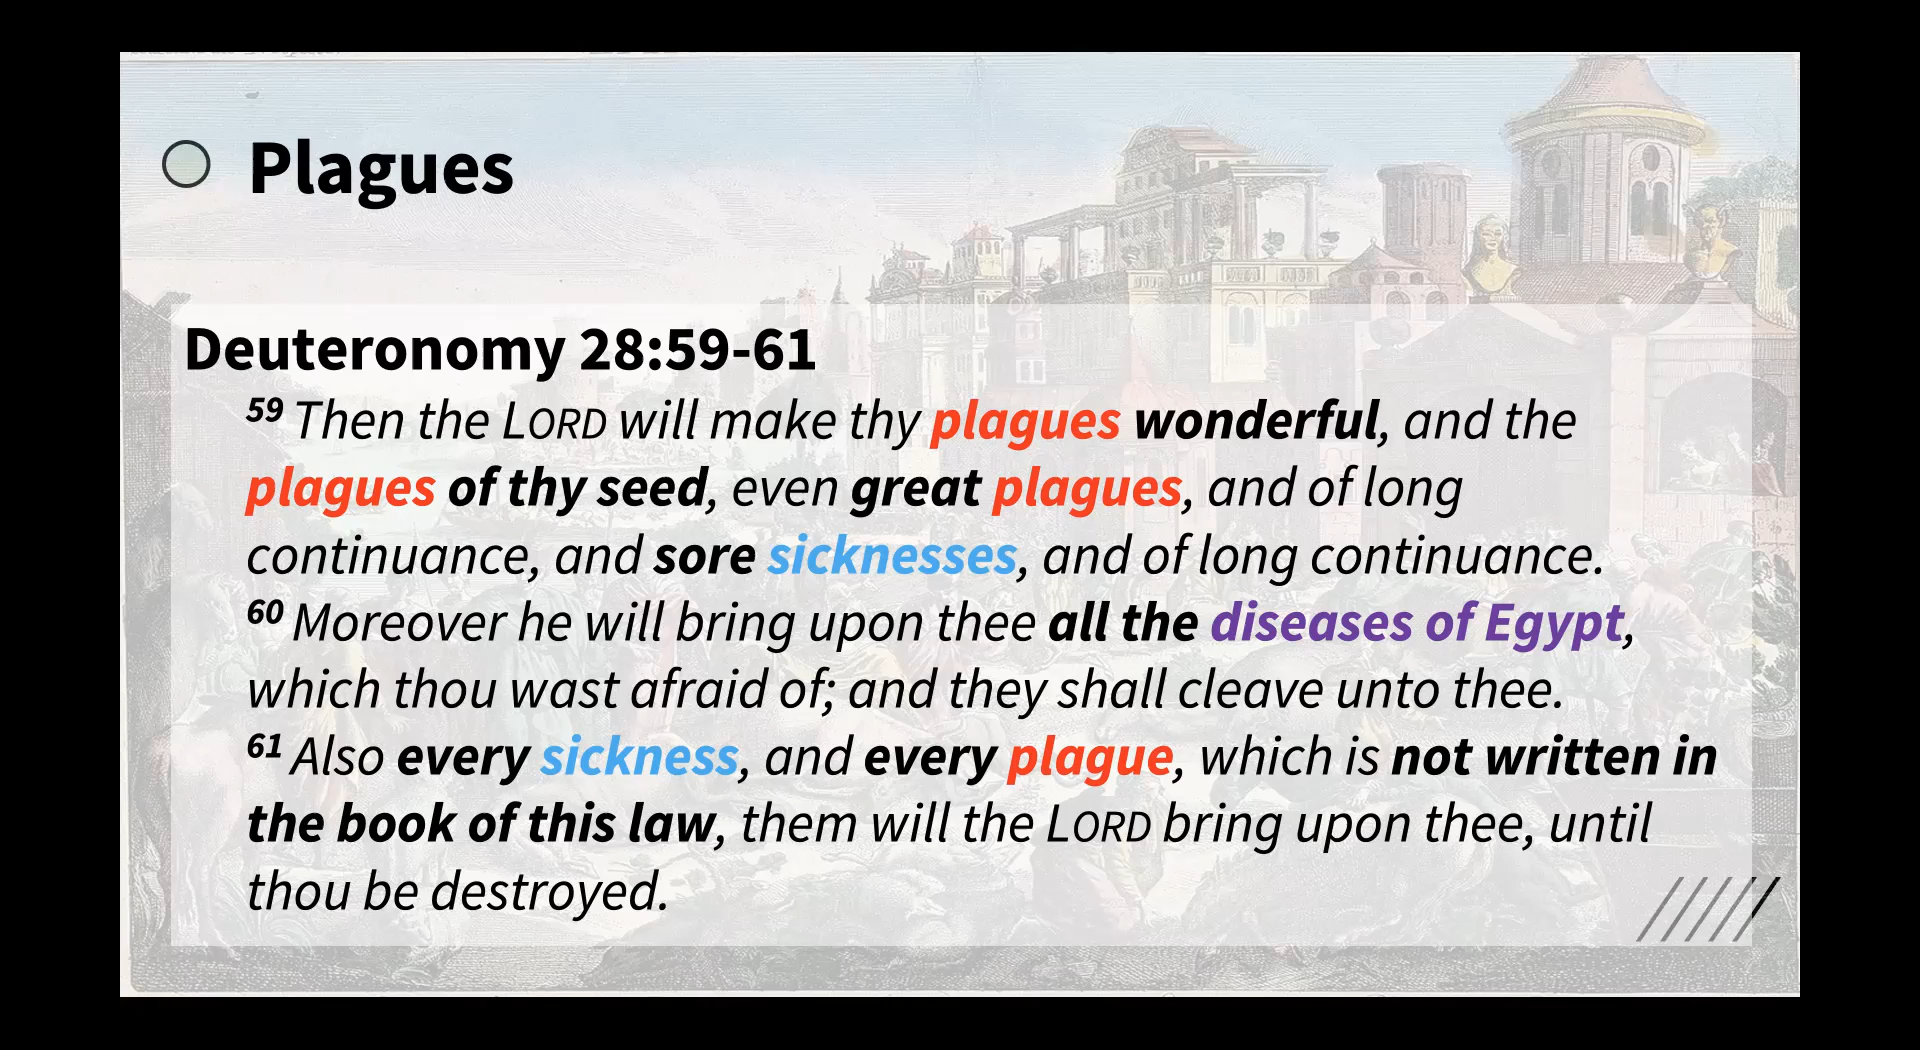 Plagues
Deuteronomy 28:59-61
59 Then the LORD will make thy plagues wonderful, and the
plagues of thy seed, even great plagues, and of long
continuance, and sore sicknesses, and of long continuance.
60 Moreover he will bring upon thee all the diseases of Egypt,
which thou wast afraid of; and they shall cleave unto thee.
61 Also every sickness, and every plague, which is not written in
the book of this law, them will the LORD bring upon thee, until
thou be destroyed.